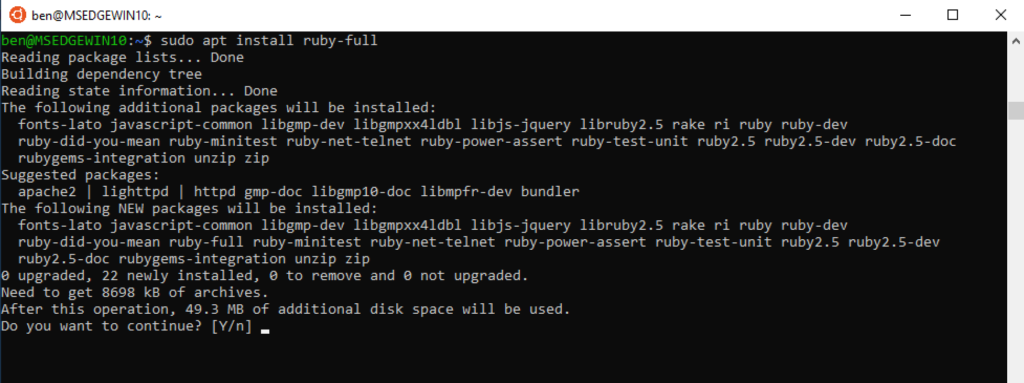 ben@MSEDGEWIN10: ~
ben@MSEDGEWIN10:~$ sudo apt install ruby-full
Reading package lists... Done
Building dependency tree
Reading state information... Done
The following additional packages will be installed:
  fonts-lato javascript-common libgmp-dev libgmpxx4ldbl libjs-jquery libruby2.5 rake ri ruby ruby-dev
  ruby-did-you-mean ruby-minitest ruby-net-telnet ruby-power-assert ruby-test-unit ruby2.5 ruby2.5-dev ruby2.5-doc
  rubygems-integration unzip zip
Suggested packages:
  apache2 | lighttpd | httpd gmp-doc libgmp10-doc libmpfr-dev bundler
The following NEW packages will be installed:
  fonts-lato javascript-common libgmp-dev libgmpxx4ldbl libjs-jquery libruby2.5 rake ri ruby ruby-dev
  ruby-did-you-mean ruby-full ruby-minitest ruby-net-telnet ruby-power-assert ruby-test-unit ruby2.5 ruby2.5-dev
  ruby2.5-doc rubygems-integration unzip zip
0 upgraded, 22 newly installed, 0 to remove and 0 not upgraded.
Need to get 8698 kB of archives.
After this operation, 49.3 MB of additional disk space will be used.
Do you want to continue? [Y/n]